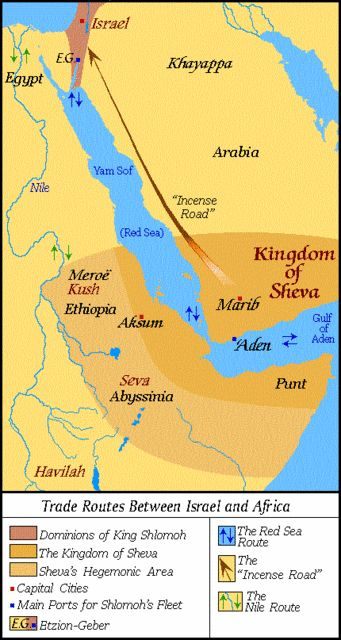 Israel
E.G.
Egypt
Khayappa
Arabia
Yam Sof
Nile
"Incense
Road"
(Red Sea)
Kingdom
of
Sheva
Meroë
Kush
Ethiopia
Marib
Aksum
Gulf
of
Aden
'Aden
Seva
Abyssinia
Punt
Havilah
Trade Routes Between Israel and Africa
Dominions of King Shlomoh
The Kingdom of Sheva
Sheva's Hegemonic Area
Capital Cities
Main Ports for Shlomoh's Fleet
E.G. Etzion-Geber
The Red Sea
Route
The
"Incense Road"
The
Nile Route